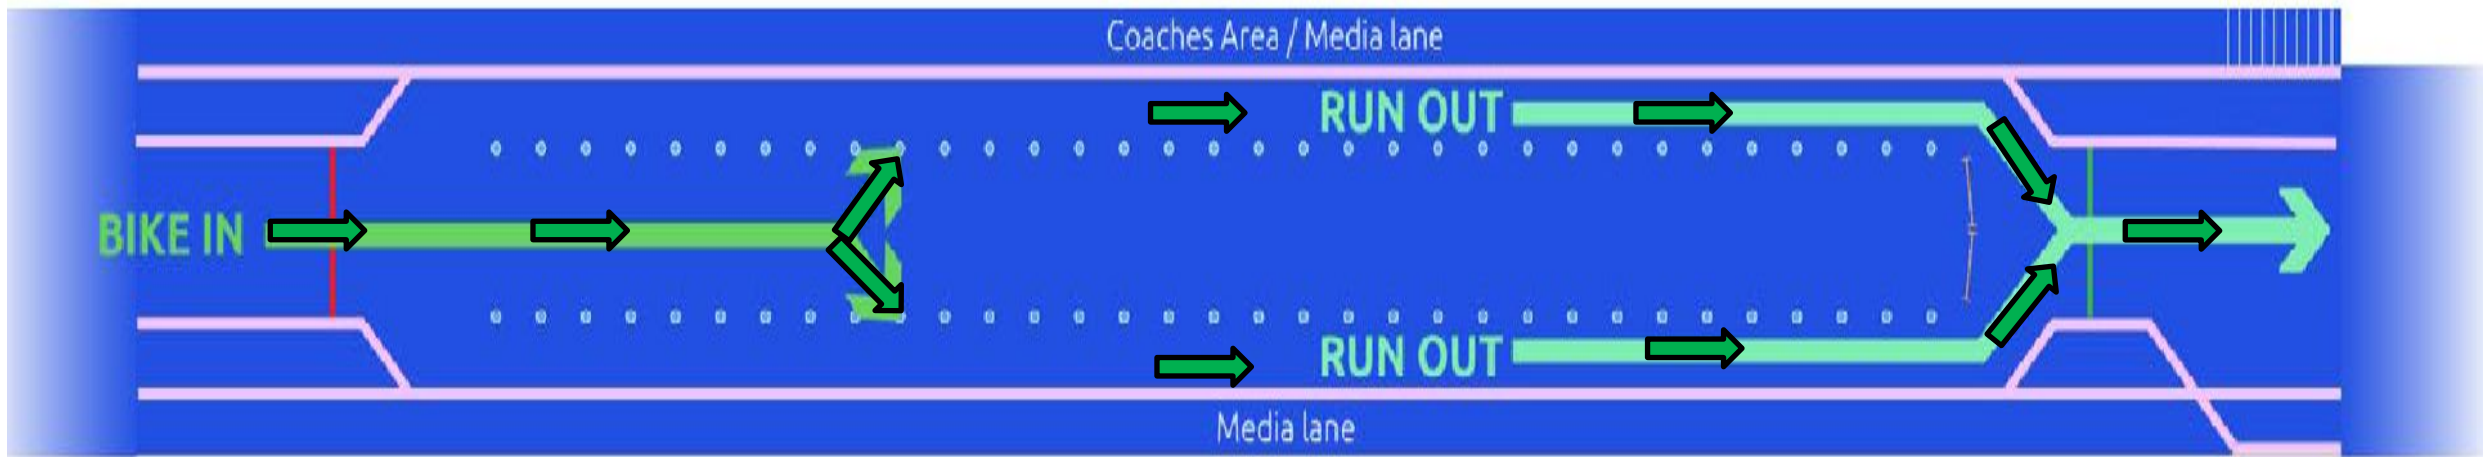 Coaches Area / Media lane
RUN OUT
BIKE IN
RUN OUT
Media lane